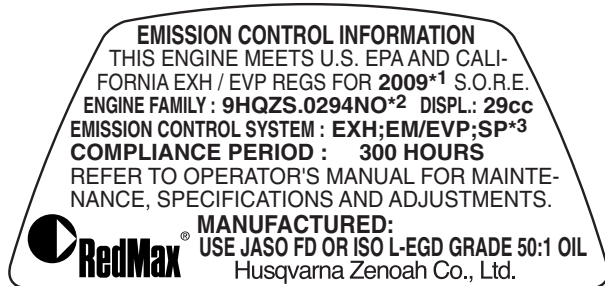 EMISSION CONTROL INFORMATION
THIS ENGINE MEETS U.S. EPA AND CALI-
FORNIA EXH / EVP REGS FOR 2009*1 S.O.R.E.
ENGINE FAMILY : 9HQZS.0294NO*2 DISPL.: 29cc
EMISSION CONTROL SYSTEM : EXH;EM/EVP;SP*3
COMPLIANCE PERIOD : 300 HOURS
REFER TO OPERATOR'S MANUAL FOR MAINTE-
NANCE, SPECIFICATIONS AND ADJUSTMENTS.
MANUFACTURED:
RedMax® USE JASO FD OR ISO L-EGD GRADE 50:1 OIL
Husqvarna Zenoah Co., Ltd.